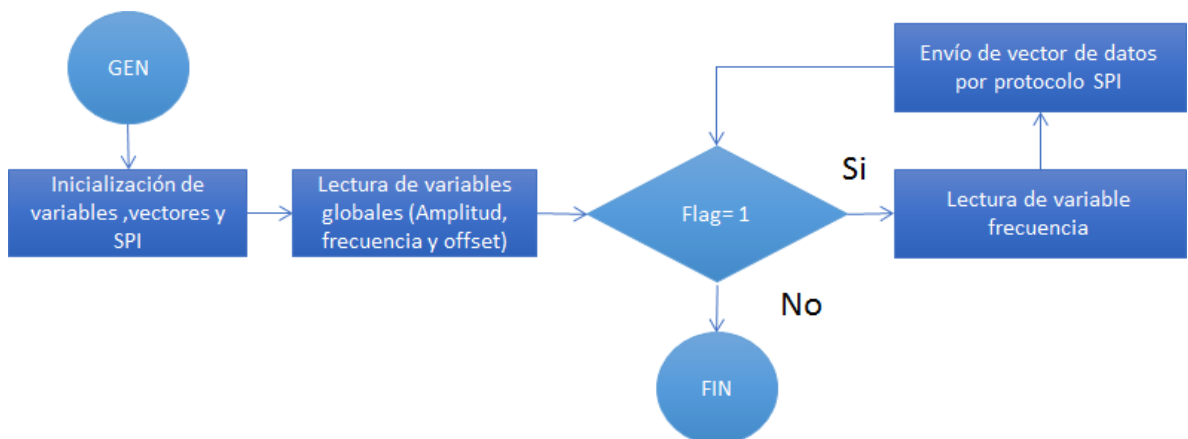 GEN
Inicialización de
variables ,vectores y
SPI
Lectura de variables
globales (Amplitud,
frecuencia y offset)
Flag= 1
Si
Lectura de variable
frecuencia
Envío de vector de datos
por protocolo SPI
No
FIN